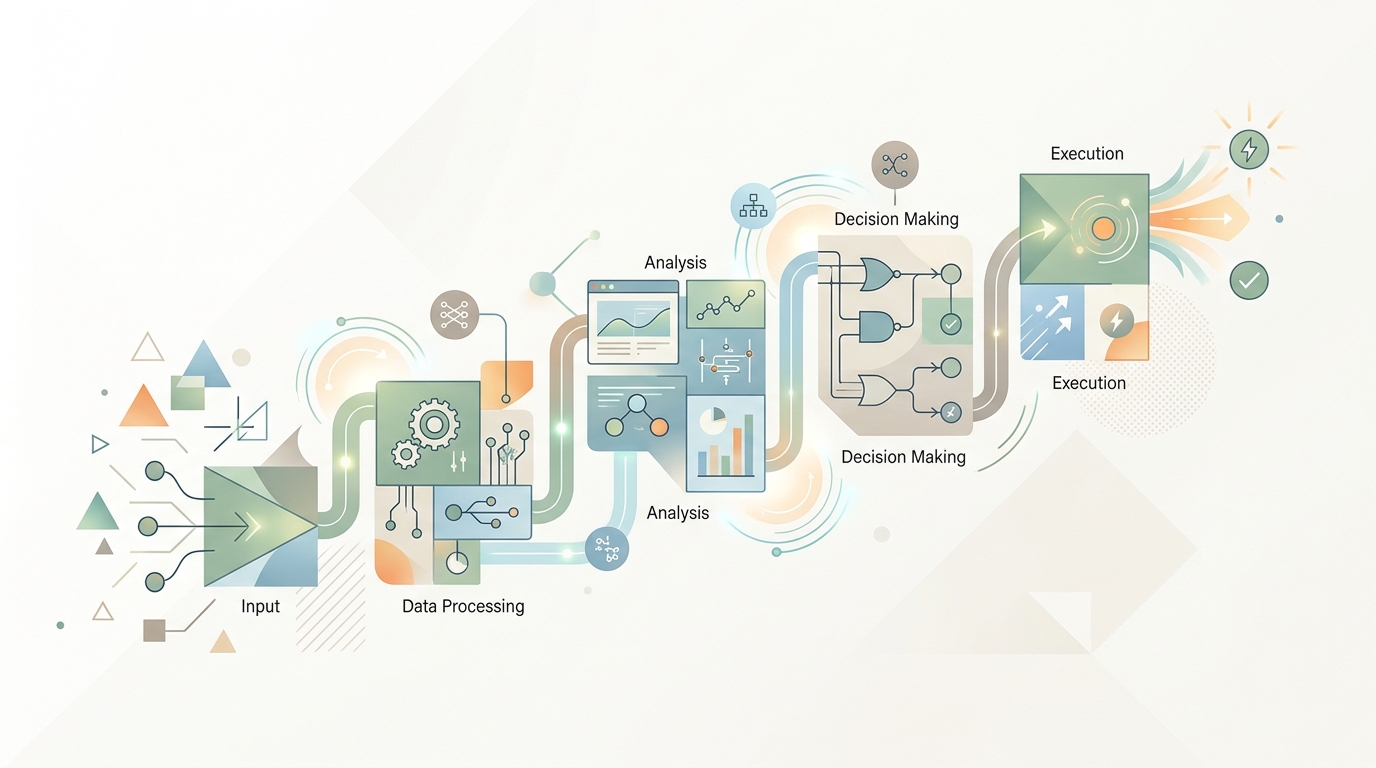 Input
Data Processing
Analysis
Analysis
Decision Making
Decision Making
Execution
Execution